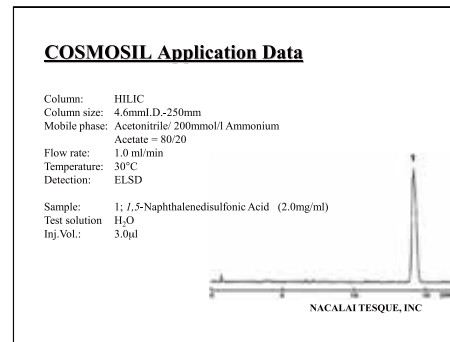 COSMOSIL Application Data
Column: HILIC
Column size: 4.6mmI.D.-250mm
Mobile phase: Acetonitrile/ 200mmol/l Ammonium
Acetate = 80/20
Flow rate: 1.0 ml/min
Temperature: 30°C
Detection: ELSD
Sample: 1; 1,5-Naphthalenedisulfonic Acid (2.0mg/ml)
Test solution H₂O
Inj.Vol.: 3.0µl
NACALAI TESQUE, INC